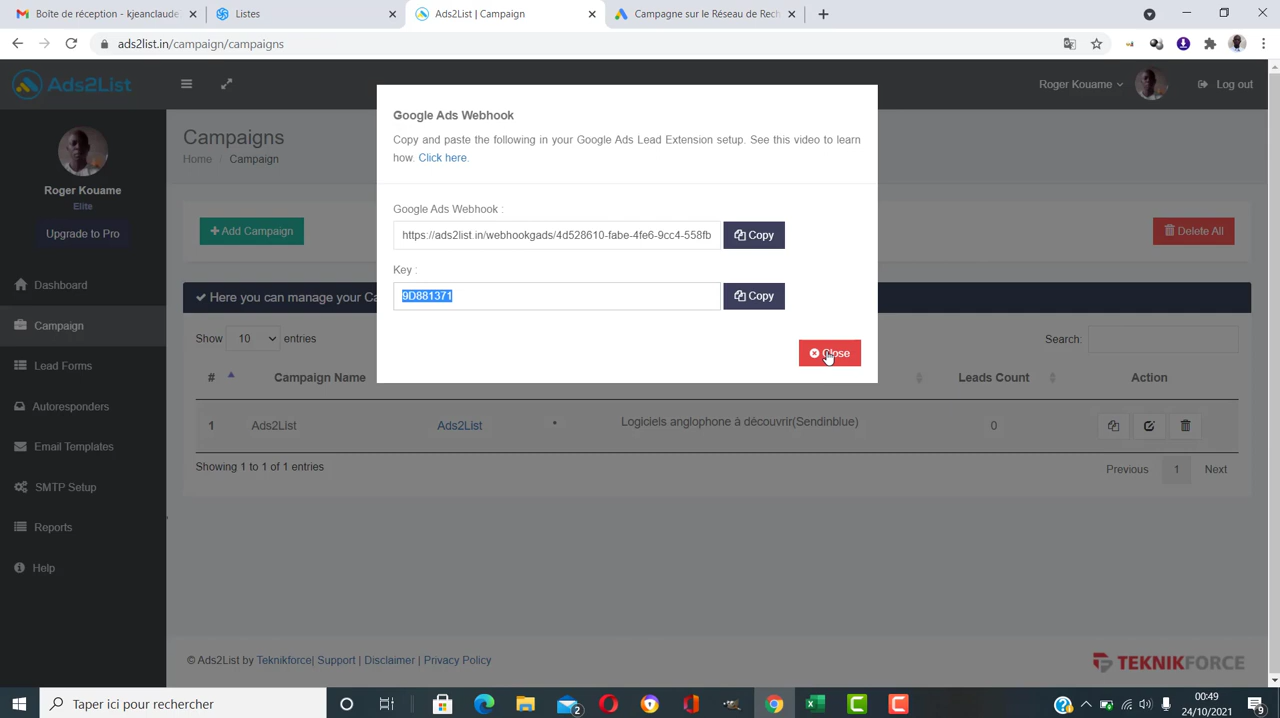 Boîte de réception - kjeanclaude
Listes
Ads2List | Campaign
Campagne sur le Réseau de Rech
ads2list.in/campaign/campaigns
Ads2List
Roger Kouame
Log out
Roger Kouame
Elite
Upgrade to Pro
Dashboard
Campaign
Lead Forms
Autoresponders
Email Templates
SMTP Setup
Reports
Help
Campaigns
Home / Campaign
Add Campaign
Delete All
Here you can manage your Ca
Show 10 entries
Search:
# Campaign Name Leads Count Action
1 Ads2List Ads2List • Logiciels anglophone à découvrir(Sendinblue) 0
Showing 1 to 1 of 1 entries
Previous 1 Next
Google Ads Webhook
Copy and paste the following in your Google Ads Lead Extension setup. See this video to learn
how. Click here.
Google Ads Webhook :
https://ads2list.in/webhookgads/4d528610-fabe-4fe6-9cc4-558fb
Copy
Key :
9D881371
Copy
Close
© Ads2List by Teknikforce| Support | Disclaimer | Privacy Policy
TEKNIKFORCE
Taper ici pour rechercher
2
00:49
24/10/2021
9